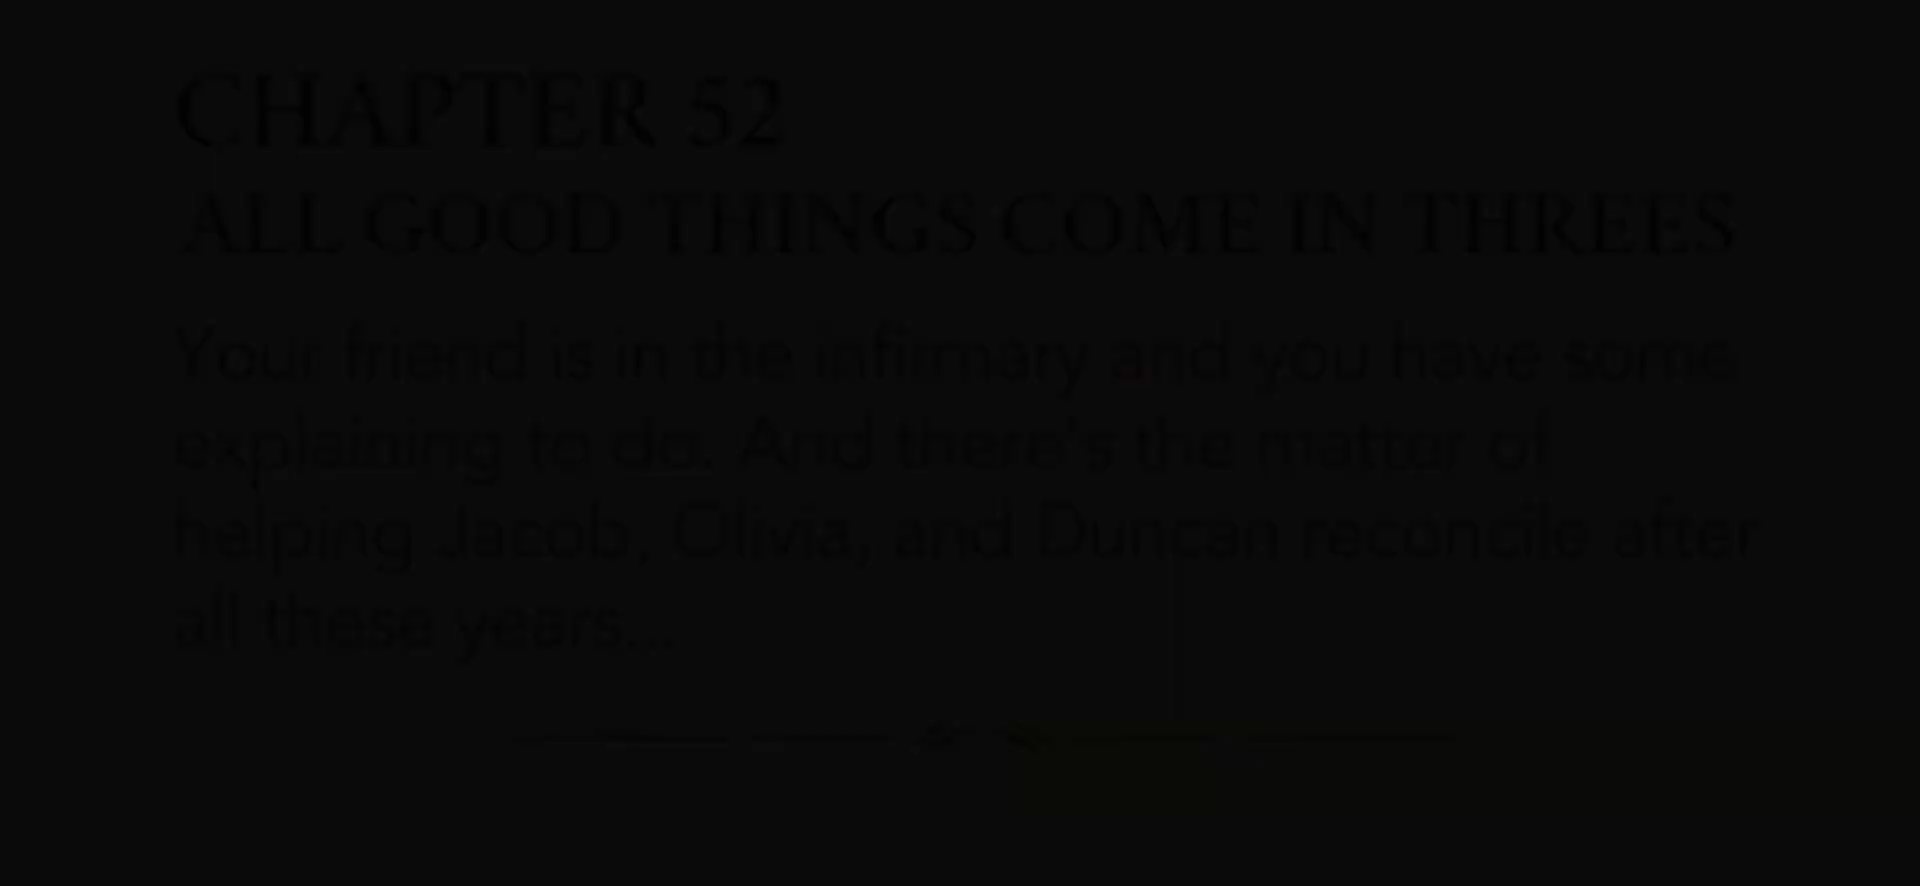 CHAPTER 52
ALL GOOD THINGS COME IN THREES
Your friend is in the infirmary and you have some
explaining to do. And there's the matter of
helping Jacob, Olivia, and Duncan reconcile after
all these years...